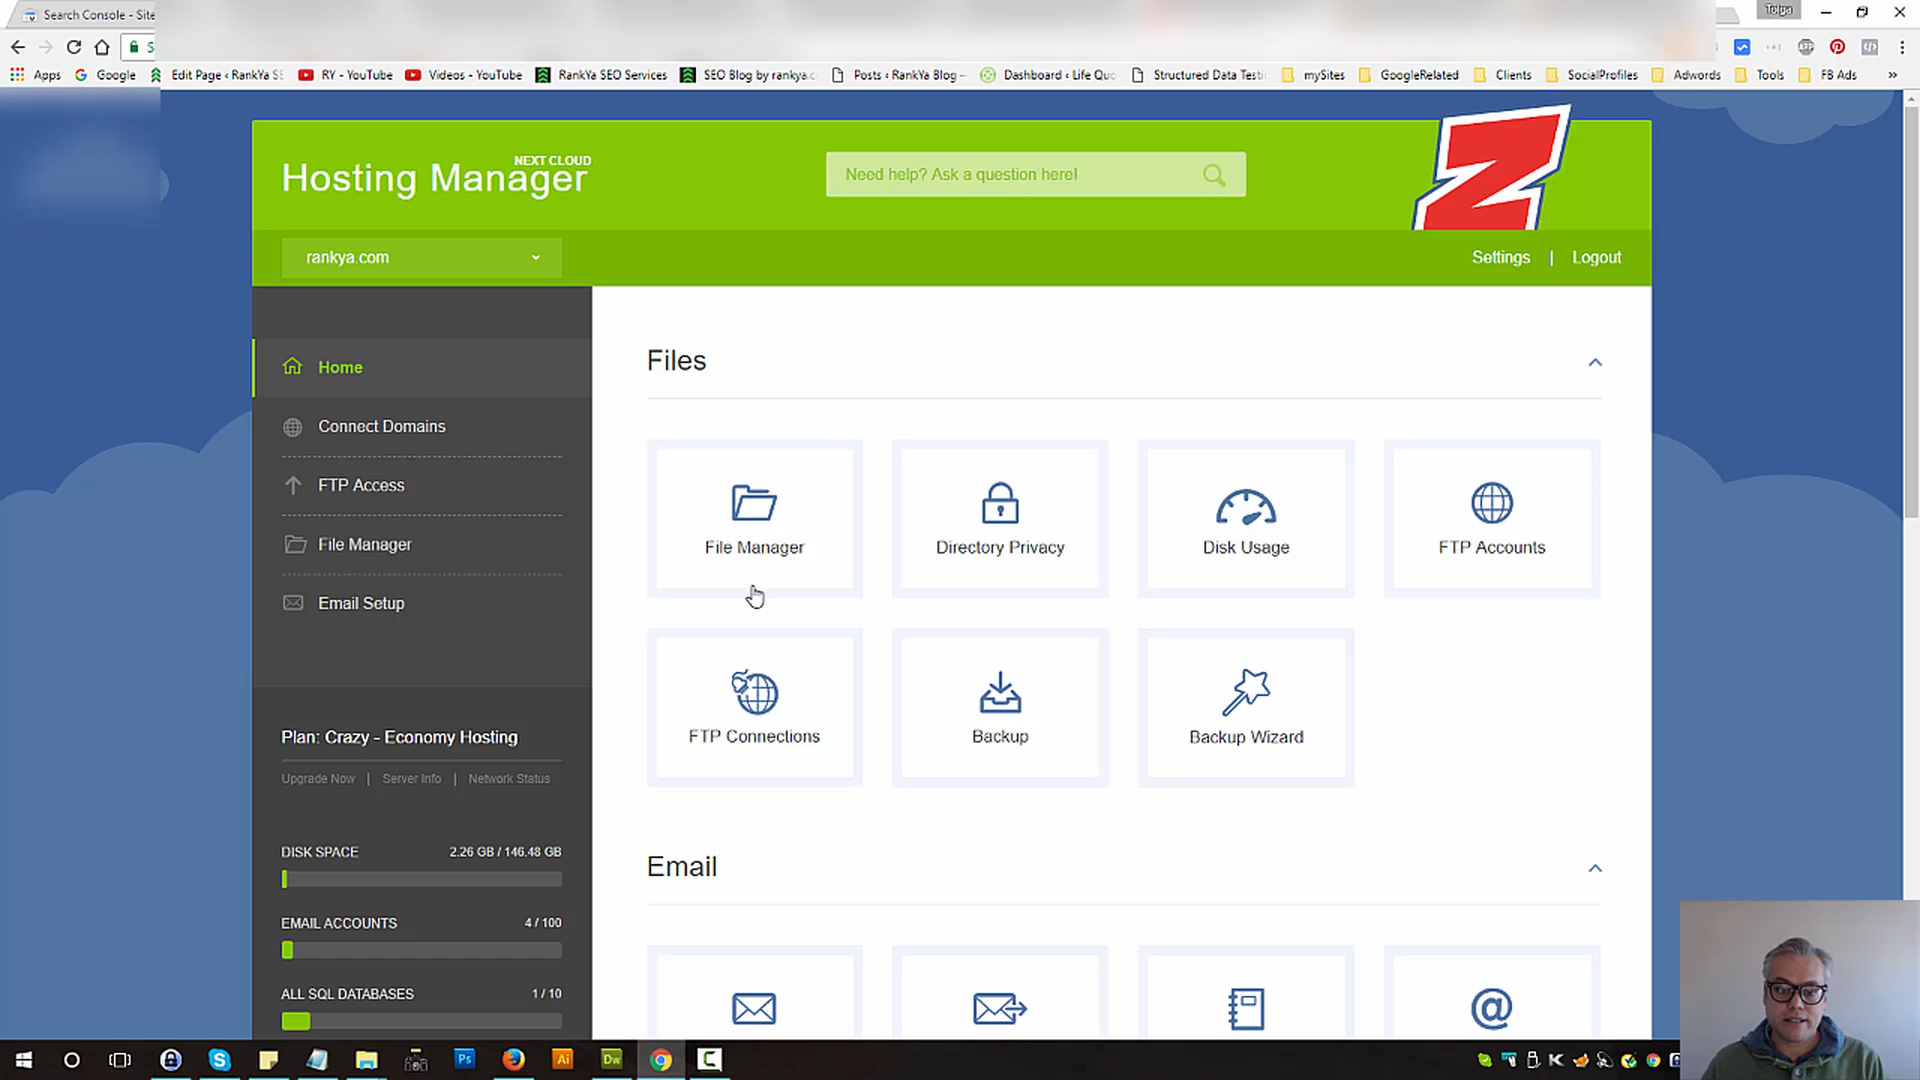 Search Console - Site
Tolga
S
Apps
Google
Edit Page ‹ RankYa SE
RY - YouTube
Videos - YouTube
RankYa SEO Services
SEO Blog by rankya.c
Posts ‹ RankYa Blog —
Dashboard ‹ Life Quo
Structured Data Testi
mySites
GoogleRelated
Clients
SocialProfiles
Adwords
Tools
FB Ads
»
NEXT CLOUD
Hosting Manager
Need help? Ask a question here!
Z
rankya.com
Settings | Logout
Home
Connect Domains
FTP Access
File Manager
Email Setup
Plan: Crazy - Economy Hosting
Upgrade Now | Server Info | Network Status
DISK SPACE 2.26 GB / 146.48 GB
EMAIL ACCOUNTS 4 / 100
ALL SQL DATABASES 1 / 10
Files
File Manager
Directory Privacy
Disk Usage
FTP Accounts
FTP Connections
Backup
Backup Wizard
Email
@
Ps
Ai
Dw